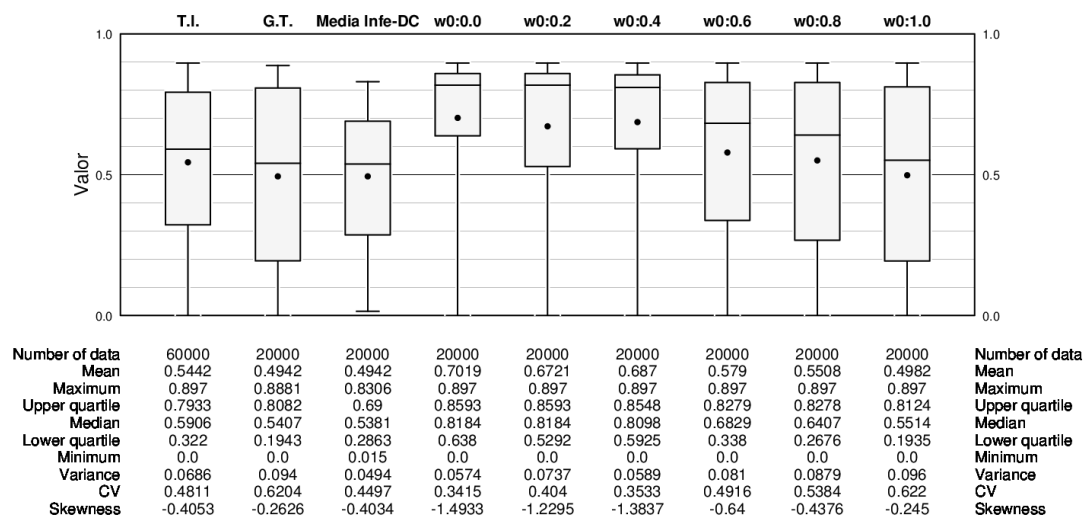 T.I. G.T. Media Infe-DC w0:0.0 w0:0.2 w0:0.4 w0:0.6 w0:0.8 w0:1.0
1.0 1.0
Valor
0.5 0.5
0.0 0.0
Number of data 60000 20000 20000 20000 20000 20000 20000 20000 20000 Number of data
Mean 0.5442 0.4942 0.4942 0.7019 0.6721 0.687 0.579 0.5508 0.4982 Mean
Maximum 0.897 0.8881 0.8306 0.897 0.897 0.897 0.897 0.897 0.897 Maximum
Upper quartile 0.7933 0.8082 0.69 0.8593 0.8593 0.8548 0.8279 0.8278 0.8124 Upper quartile
Median 0.5906 0.5407 0.5381 0.8184 0.8184 0.8098 0.6829 0.6407 0.5514 Median
Lower quartile 0.322 0.1943 0.2863 0.638 0.5292 0.5925 0.338 0.2676 0.1935 Lower quartile
Minimum 0.0 0.0 0.015 0.0 0.0 0.0 0.0 0.0 0.0 Minimum
Variance 0.0686 0.094 0.0494 0.0574 0.0737 0.0589 0.081 0.0879 0.096 Variance
CV 0.4811 0.6204 0.4497 0.3415 0.404 0.3533 0.4916 0.5384 0.622 CV
Skewness -0.4053 -0.2626 -0.4034 -1.4933 -1.2295 -1.3837 -0.64 -0.4376 -0.245 Skewness